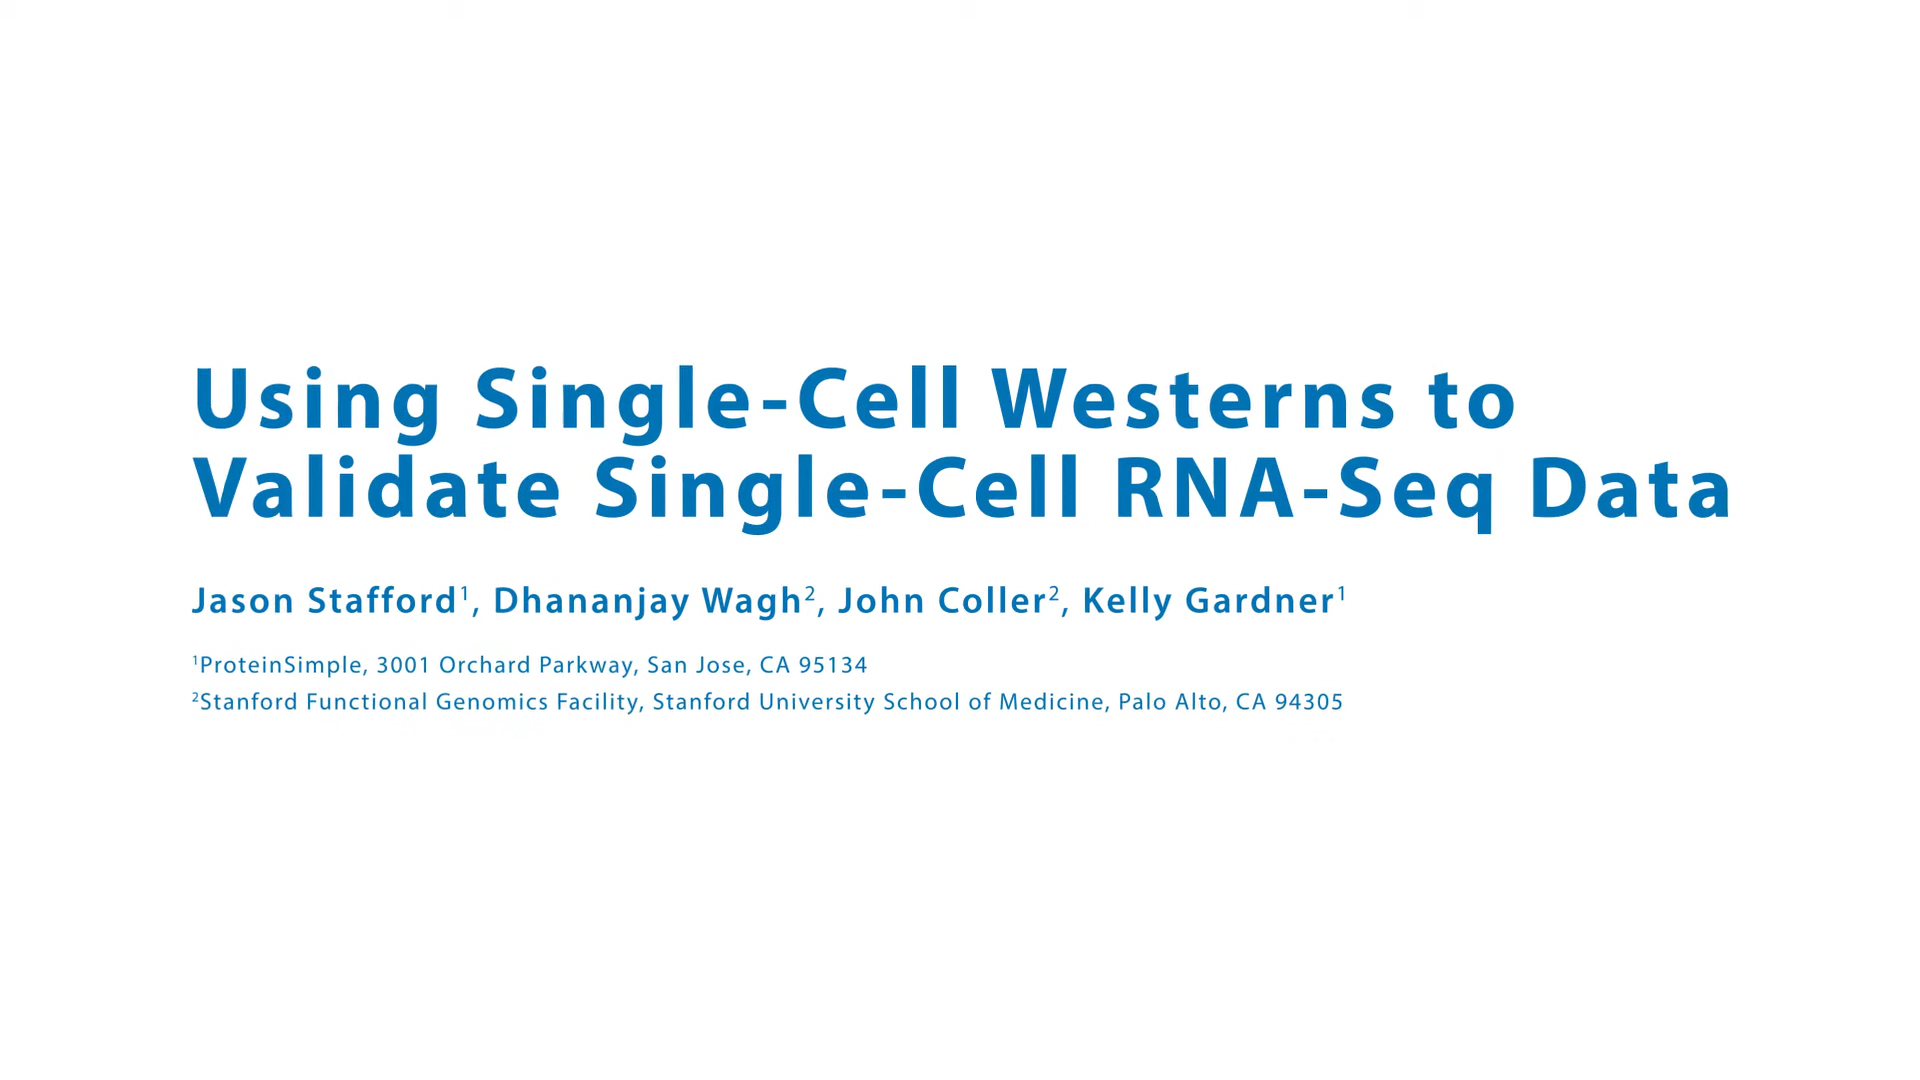 Using Single-Cell Westerns to
Validate Single-Cell RNA-Seq Data
Jason Stafford¹, Dhananjay Wagh², John Coller², Kelly Gardner¹
¹ProteinSimple, 3001 Orchard Parkway, San Jose, CA 95134
²Stanford Functional Genomics Facility, Stanford University School of Medicine, Palo Alto, CA 94305